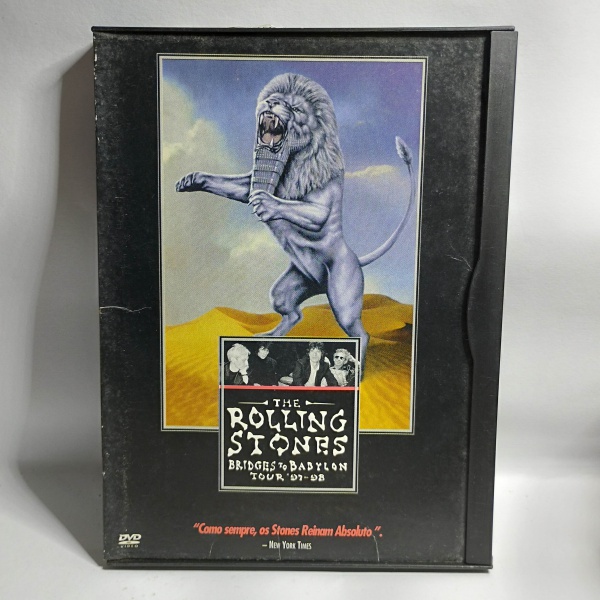 THE
ROLLING
STONES
BRIDGES TO BABYLON
TOUR '97-98
"Como sempre, os Stones Reinam Absoluto".
– NEW YORK TIMES
DVD
VIDEO